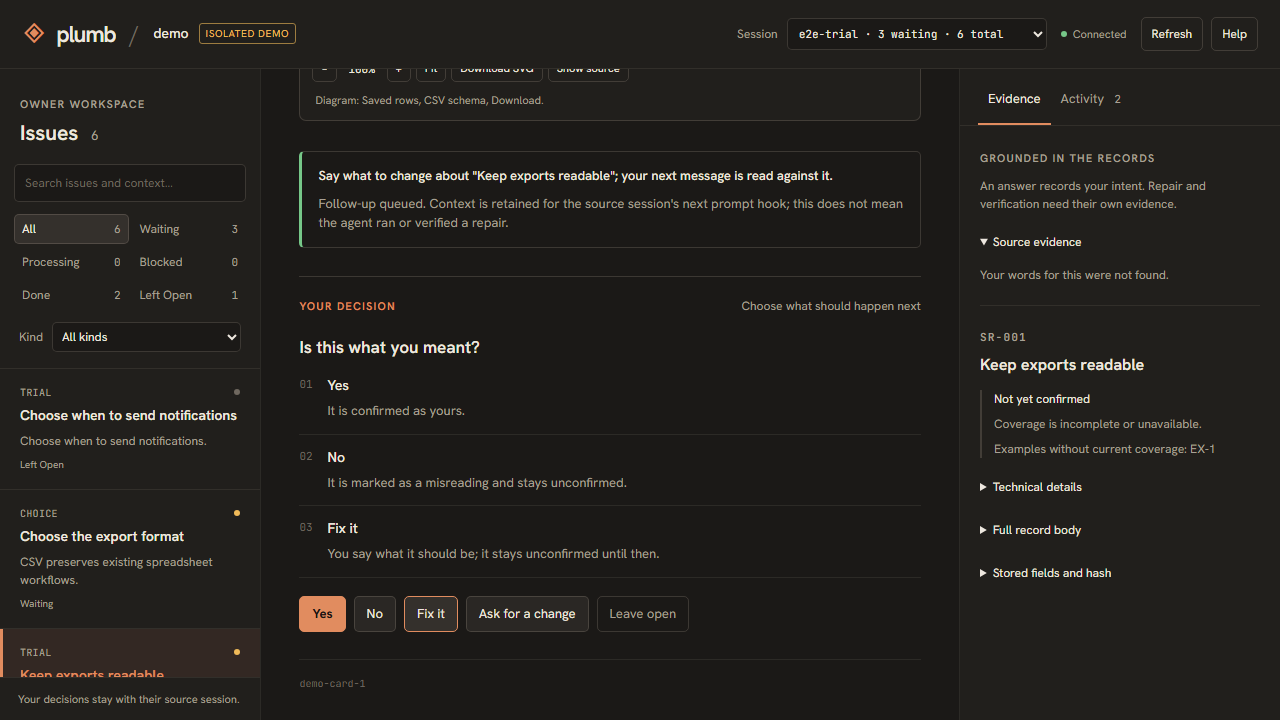 plumb / demo ISOLATED DEMO
Session e2e-trial · 3 waiting · 6 total Connected Refresh Help
OWNER WORKSPACE
Issues 6
Search issues and context...
All 6 Waiting 3
Processing 0 Blocked 0
Done 2 Left Open 1
Kind All kinds
TRIAL
Choose when to send notifications
Choose when to send notifications.
Left Open
CHOICE
Choose the export format
CSV preserves existing spreadsheet
workflows.
Waiting
TRIAL
Keep exports readable
Your decisions stay with their source session.
- 100% + Fit Download SVG Show source
Diagram: Saved rows, CSV schema, Download.
Say what to change about "Keep exports readable"; your next message is read against it.
Follow-up queued. Context is retained for the source session's next prompt hook; this does not mean
the agent ran or verified a repair.
YOUR DECISION Choose what should happen next
Is this what you meant?
01 Yes
It is confirmed as yours.
02 No
It is marked as a misreading and stays unconfirmed.
03 Fix it
You say what it should be; it stays unconfirmed until then.
Yes No Fix it Ask for a change Leave open
demo-card-1
Evidence Activity 2
GROUNDED IN THE RECORDS
An answer records your intent. Repair and
verification need their own evidence.
Source evidence
Your words for this were not found.
SR-001
Keep exports readable
Not yet confirmed
Coverage is incomplete or unavailable.
Examples without current coverage: EX-1
Technical details
Full record body
Stored fields and hash